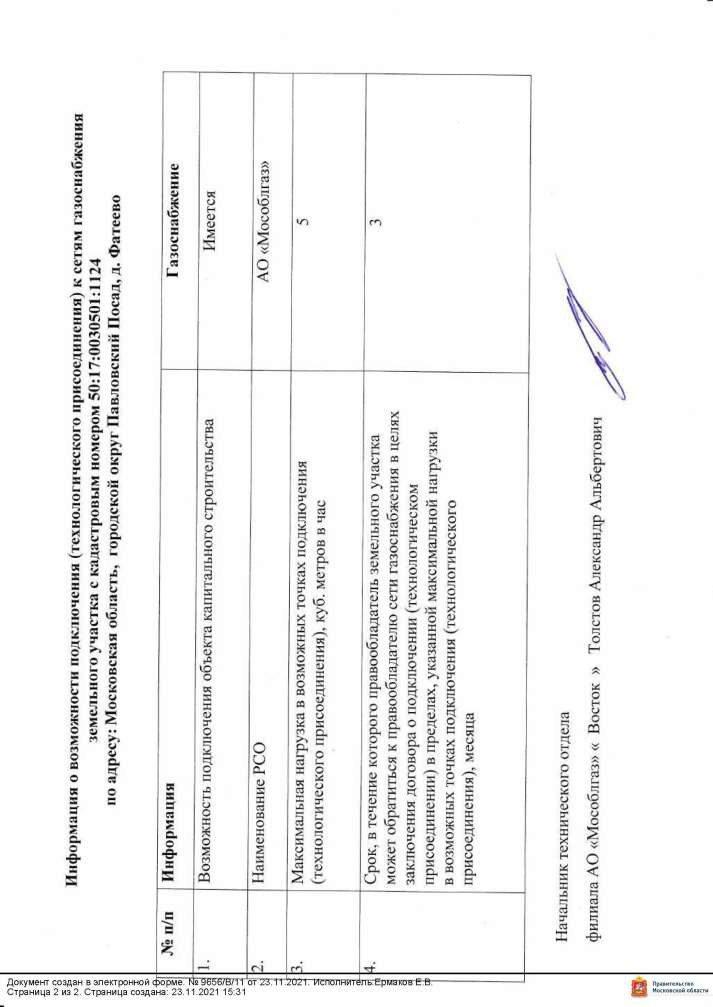 Информация о возможности подключения (технологического присоединения) к сетям газоснабжения
земельного участка с кадастровым номером 50:17:0030501:1124
по адресу: Московская область, городской округ Павловский Посад, д. Фатеево
№ п/п Информация Газоснабжение
1. Возможность подключения объекта капитального строительства Имеется
2. Наименование РСО АО «Мособлгаз»
3. Максимальная нагрузка в возможных точках подключения
(технологического присоединения), куб. метров в час 5
4. Срок, в течение которого правообладатель земельного участка
может обратиться к правообладателю сети газоснабжения в целях
заключения договора о подключении (технологическом
присоединении) в пределах, указанной максимальной нагрузки
в возможных точках подключения (технологического
присоединения), месяца 3
Начальник технического отдела
филиала АО «Мособлгаз» « Восток » Толстов Александр Альбертович
Документ создан в электронной форме. № 9656/В/11 от 23.11.2021. Исполнитель:Ермаков Е.В.
Страница 2 из 2. Страница создана: 23.11.2021 15:31
Правительство
Московской области